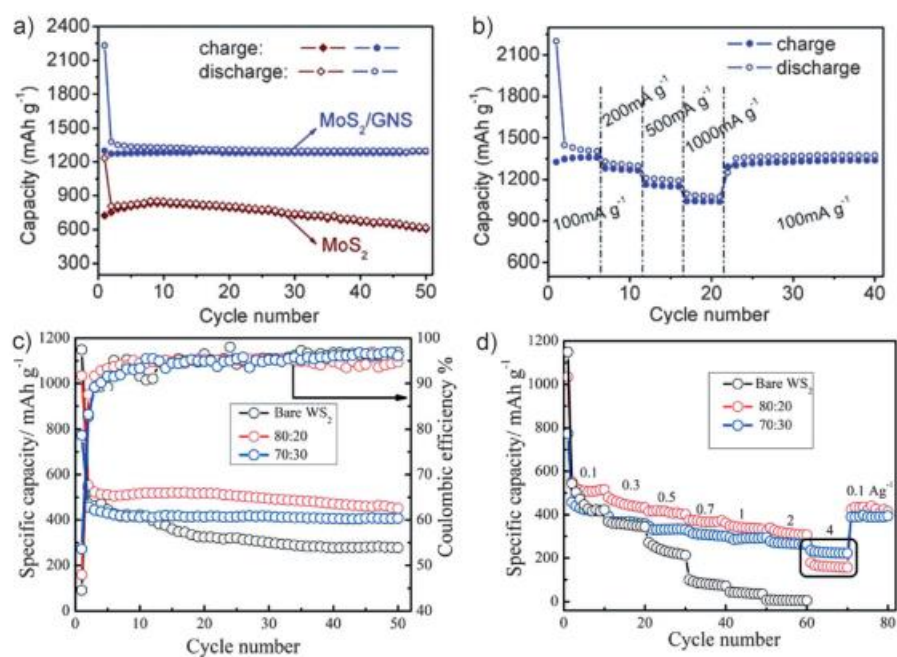 a)
2400
2100
1800
1500
1200
900
600
300
Capacity (mAh g⁻¹)
charge:
discharge:
MoS₂/GNS
MoS₂
0 10 20 30 40 50
Cycle number
b)
2100
1800
1500
1200
900
600
Capacity (mAh g⁻¹)
charge
discharge
100mA g⁻¹
200mA g⁻¹
500mA g⁻¹
1000mA g⁻¹
100mA g⁻¹
0 10 20 30 40
Cycle number
c)
1200
1000
800
600
400
200
0
Specific capacity/ mAh g⁻¹
Bare WS₂
80:20
70:30
100
90
80
70
60
50
40
Coulombic efficiency %
0 10 20 30 40 50
Cycle number
d)
1200
1000
800
600
400
200
0
Specific capacity/ mAh g⁻¹
Bare WS₂
80:20
70:30
0.1 0.3 0.5 0.7 1 2 4 0.1 Ag⁻¹
0 20 40 60 80
Cycle number